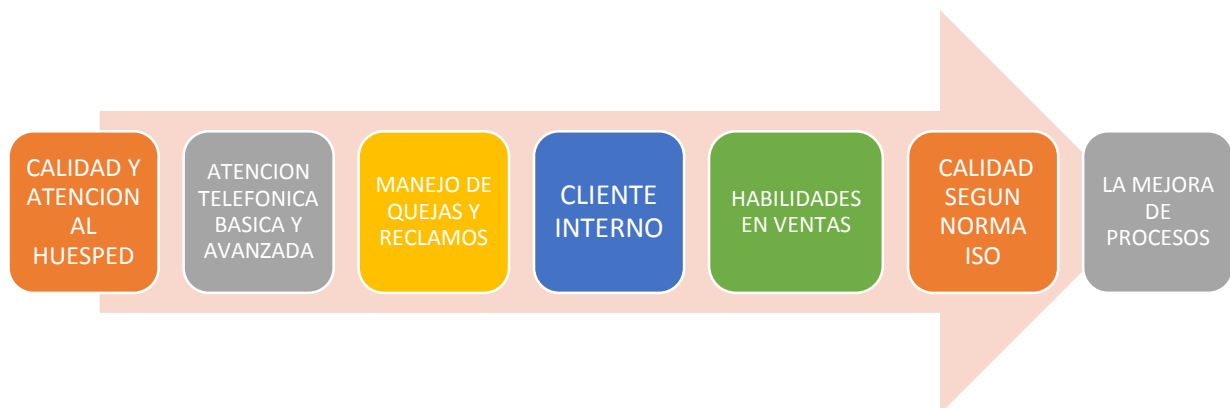 CALIDAD Y
ATENCION
AL
HUESPED
ATENCION
TELEFONICA
BASICA Y
AVANZADA
MANEJO DE
QUEJAS Y
RECLAMOS
CLIENTE
INTERNO
HABILIDADES
EN VENTAS
CALIDAD
SEGUN
NORMA
ISO
LA MEJORA
DE
PROCESOS